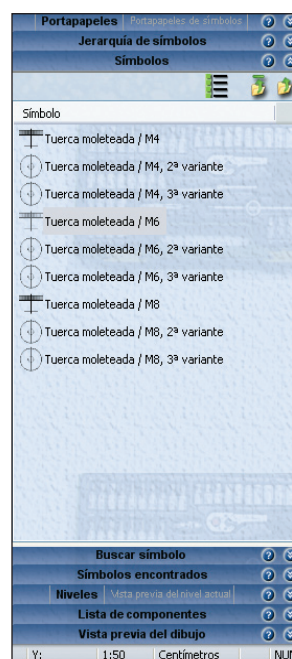 Portapapeles Portapapeles de símbolos
Jerarquía de símbolos
Símbolos
Símbolo
Tuerca moleteada / M4
Tuerca moleteada / M4, 2ª variante
Tuerca moleteada / M4, 3ª variante
Tuerca moleteada / M6
Tuerca moleteada / M6, 2ª variante
Tuerca moleteada / M6, 3ª variante
Tuerca moleteada / M8
Tuerca moleteada / M8, 2ª variante
Tuerca moleteada / M8, 3ª variante
Buscar símbolo
Símbolos encontrados
Niveles Vista previa del nivel actual
Lista de componentes
Vista previa del dibujo
Y: 1:50 Centímetros NUM